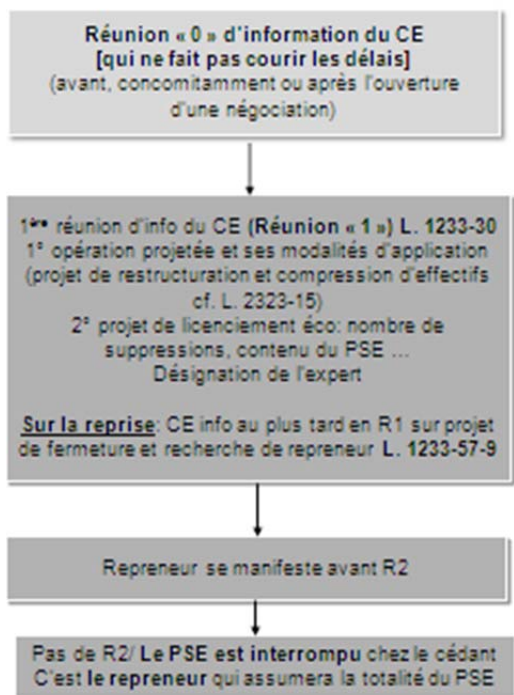 Réunion « 0 » d'information du CE
[qui ne fait pas courir les délais]
(avant, concomitamment ou après l'ouverture
d'une négociation)
1ère réunion d'info du CE (Réunion « 1 ») L. 1233-30
1° opération projetée et ses modalités d'application
(projet de restructuration et compression d'effectifs
cf. L. 2323-15)
2° projet de licenciement éco: nombre de
suppressions, contenu du PSE ...
Désignation de l'expert
Sur la reprise: CE info au plus tard en R1 sur projet
de fermeture et recherche de repreneur L. 1233-57-9
Repreneur se manifeste avant R2
Pas de R2/ Le PSE est interrompu chez le cédant
C'est le repreneur qui assumera la totalité du PSE